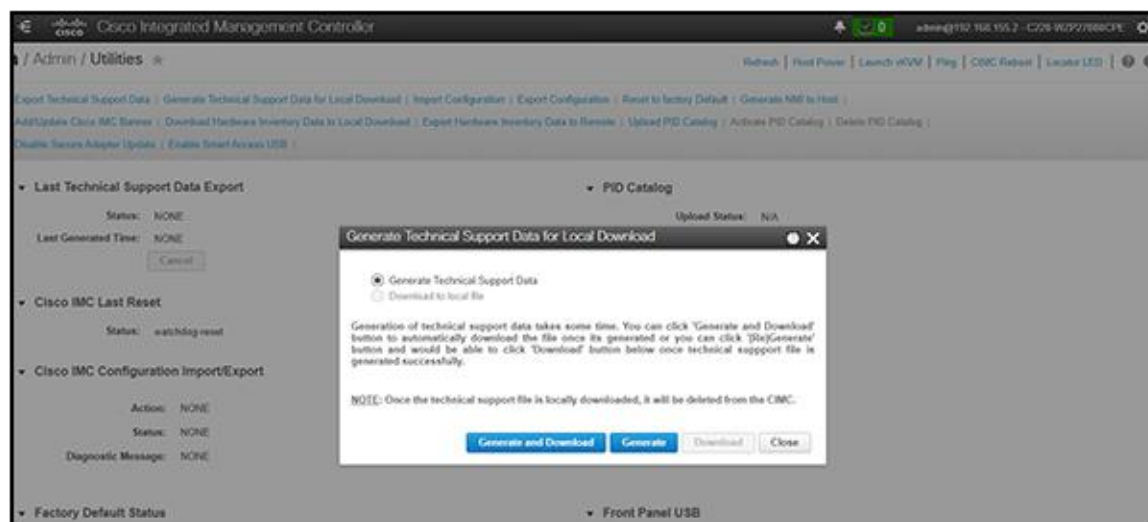 cisco Cisco Integrated Management Controller
0
/ Admin / Utilities
Refresh | Host Power | Launch vKVM | Ping | CIMC Reboot | Locator LED |
Export Technical Support Data | Generate Technical Support Data for Local Download | Import Configuration | Export Configuration | Reset to factory Default | Generate NMI to Host |
Add/Update Cisco IMC Banner | Download Hardware Inventory Data to Local Download | Export Hardware Inventory Data to Remote | Upload PID Catalog | Activate PID Catalog | Delete PID Catalog |
Disable Secure Adapter Update | Enable Smart Access USB |
Last Technical Support Data Export
Status: NONE
Last Generated Time: NONE
Cancel
PID Catalog
Upload Status: N/A
Cisco IMC Last Reset
Status: watchdog-reset
Cisco IMC Configuration Import/Export
Action: NONE
Status: NONE
Diagnostic Message: NONE
Factory Default Status
Front Panel USB
Generate Technical Support Data for Local Download
Generate Technical Support Data
Download to local file
Generation of technical support data takes some time. You can click 'Generate and Download'
button to automatically download the file once its generated or you can click '(Re)Generate'
button and would be able to click 'Download' button below once technical suppport file is
generated successfully.
NOTE: Once the technical support file is locally downloaded, it will be deleted from the CIMC.
Generate and Download
Generate
Download
Close